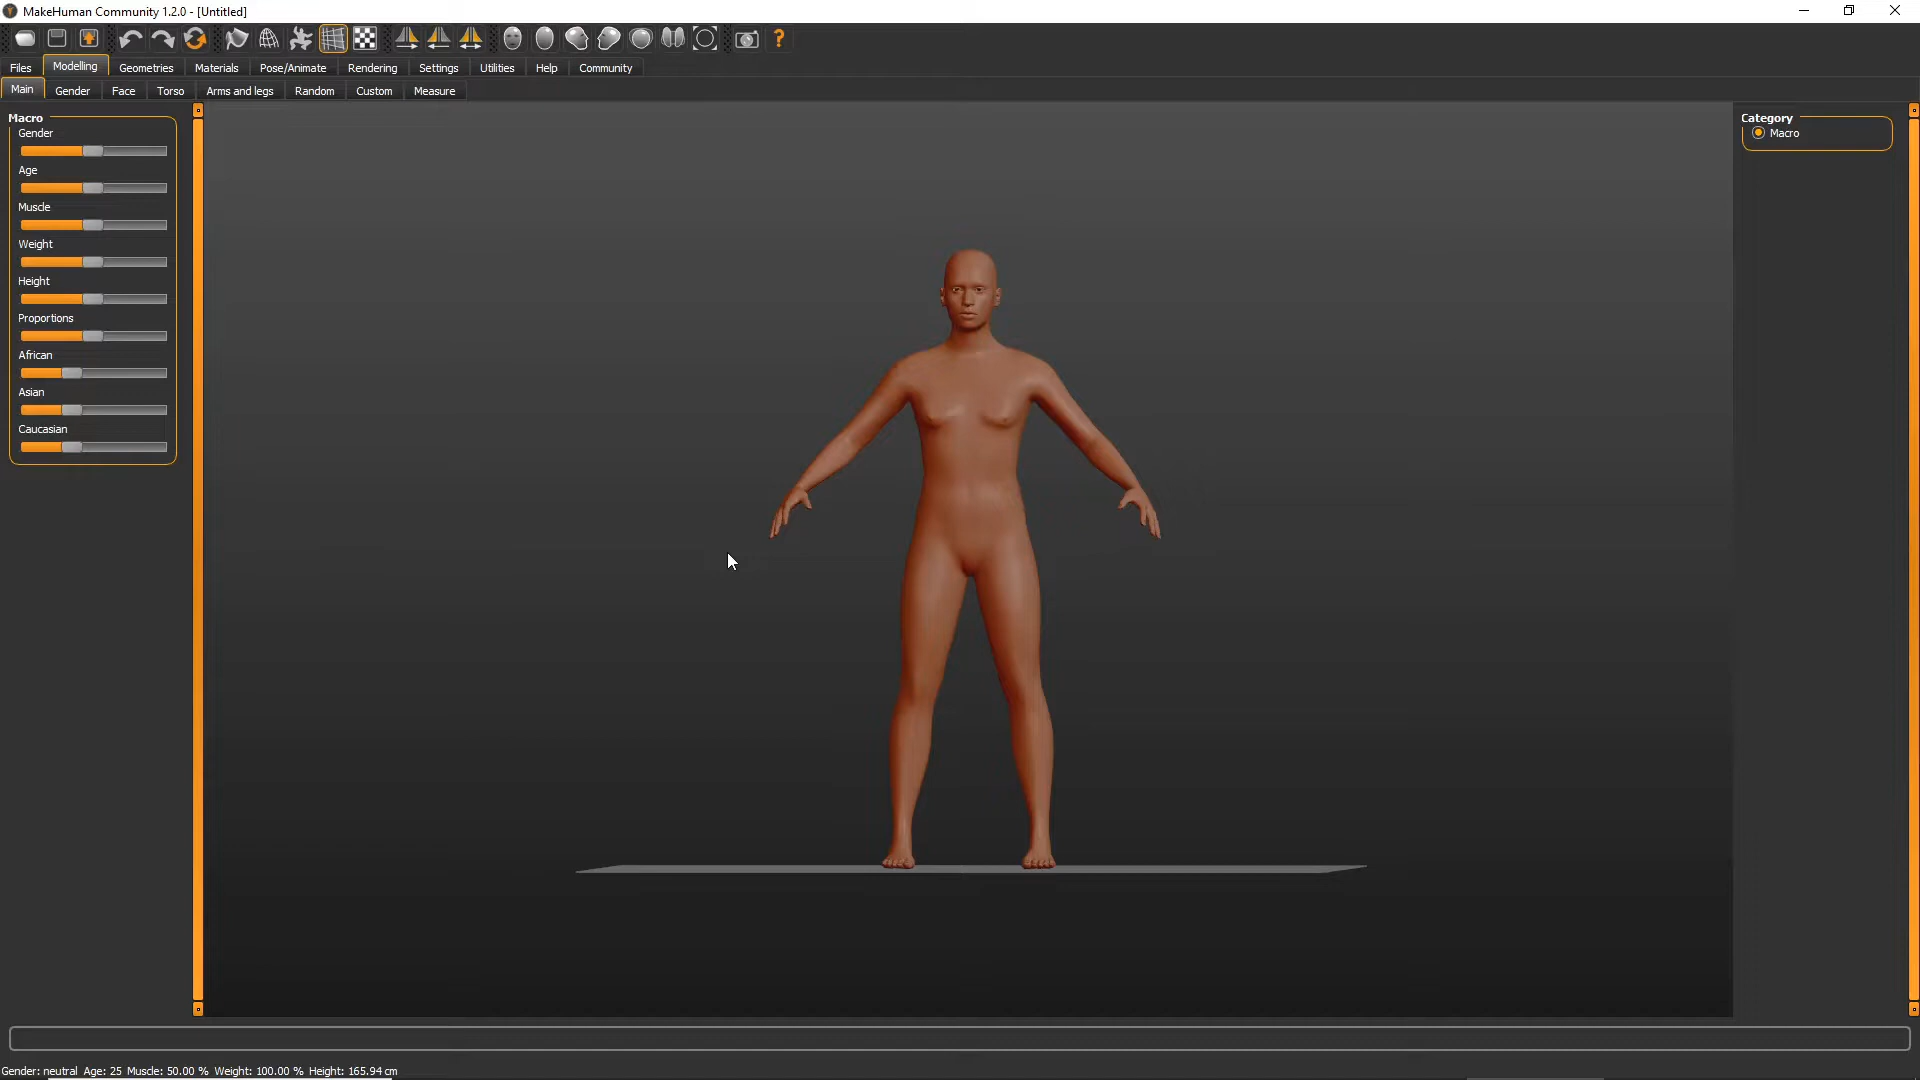 MakeHuman Community 1.2.0 - [Untitled]
Files Modelling Geometries Materials Pose/Animate Rendering Settings Utilities Help Community
Main Gender Face Torso Arms and legs Random Custom Measure
Macro
Gender
Age
Muscle
Weight
Height
Proportions
African
Asian
Caucasian
Category
Macro
Gender: neutral Age: 25 Muscle: 50.00 % Weight: 100.00 % Height: 165.94 cm